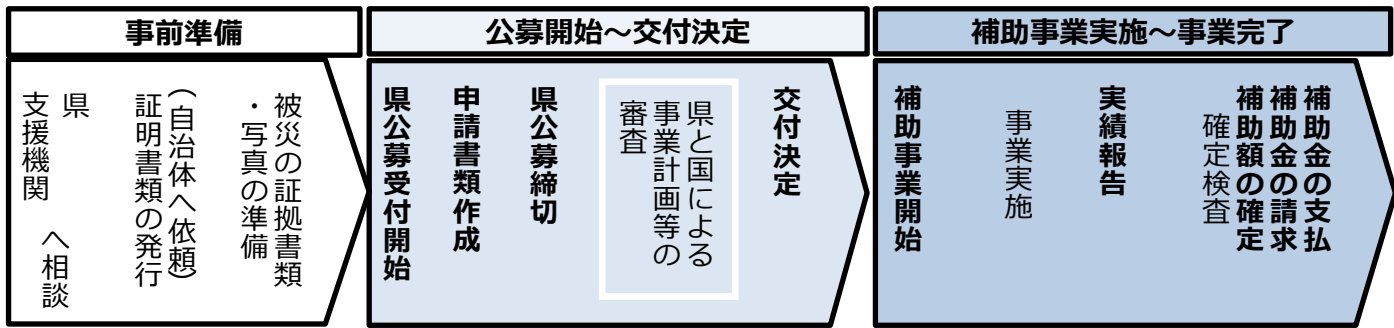 事前準備
県
支援機関
へ相談
証明書類の発行
(自治体へ依頼)
被災の証拠書類
・写真の準備
公募開始～交付決定
県公募受付開始
申請書類作成
県公募締切
県と国による
事業計画等の
審査
交付決定
補助事業実施～事業完了
補助事業開始
事業実施
実績報告
確定検査
補助額の確定
補助金の請求
補助金の支払